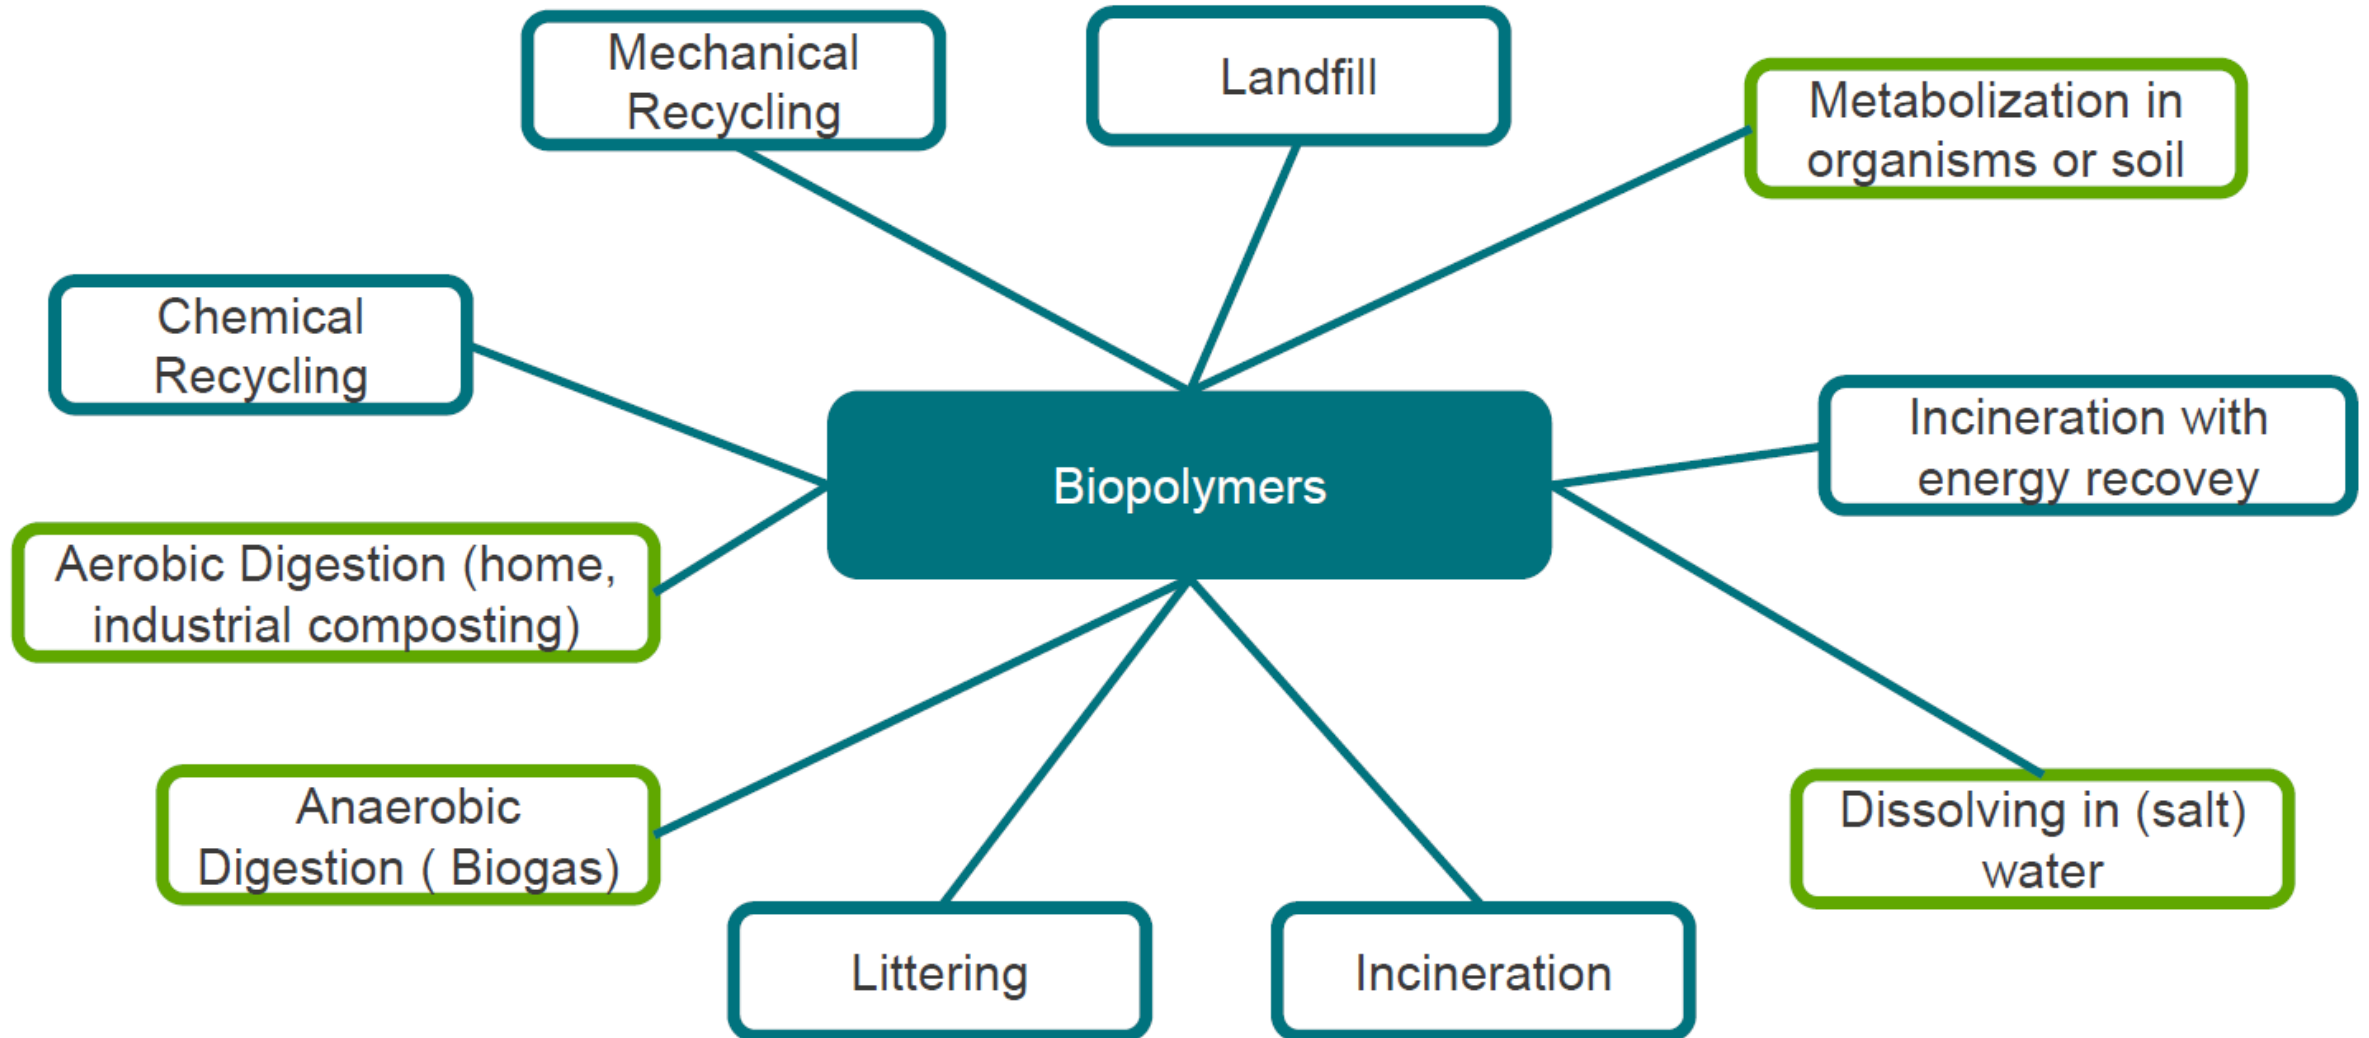 Mechanical
Recycling
Landfill
Metabolization in
organisms or soil
Chemical
Recycling
Biopolymers
Incineration with
energy recovey
Aerobic Digestion (home,
industrial composting)
Anaerobic
Digestion ( Biogas)
Dissolving in (salt)
water
Littering
Incineration